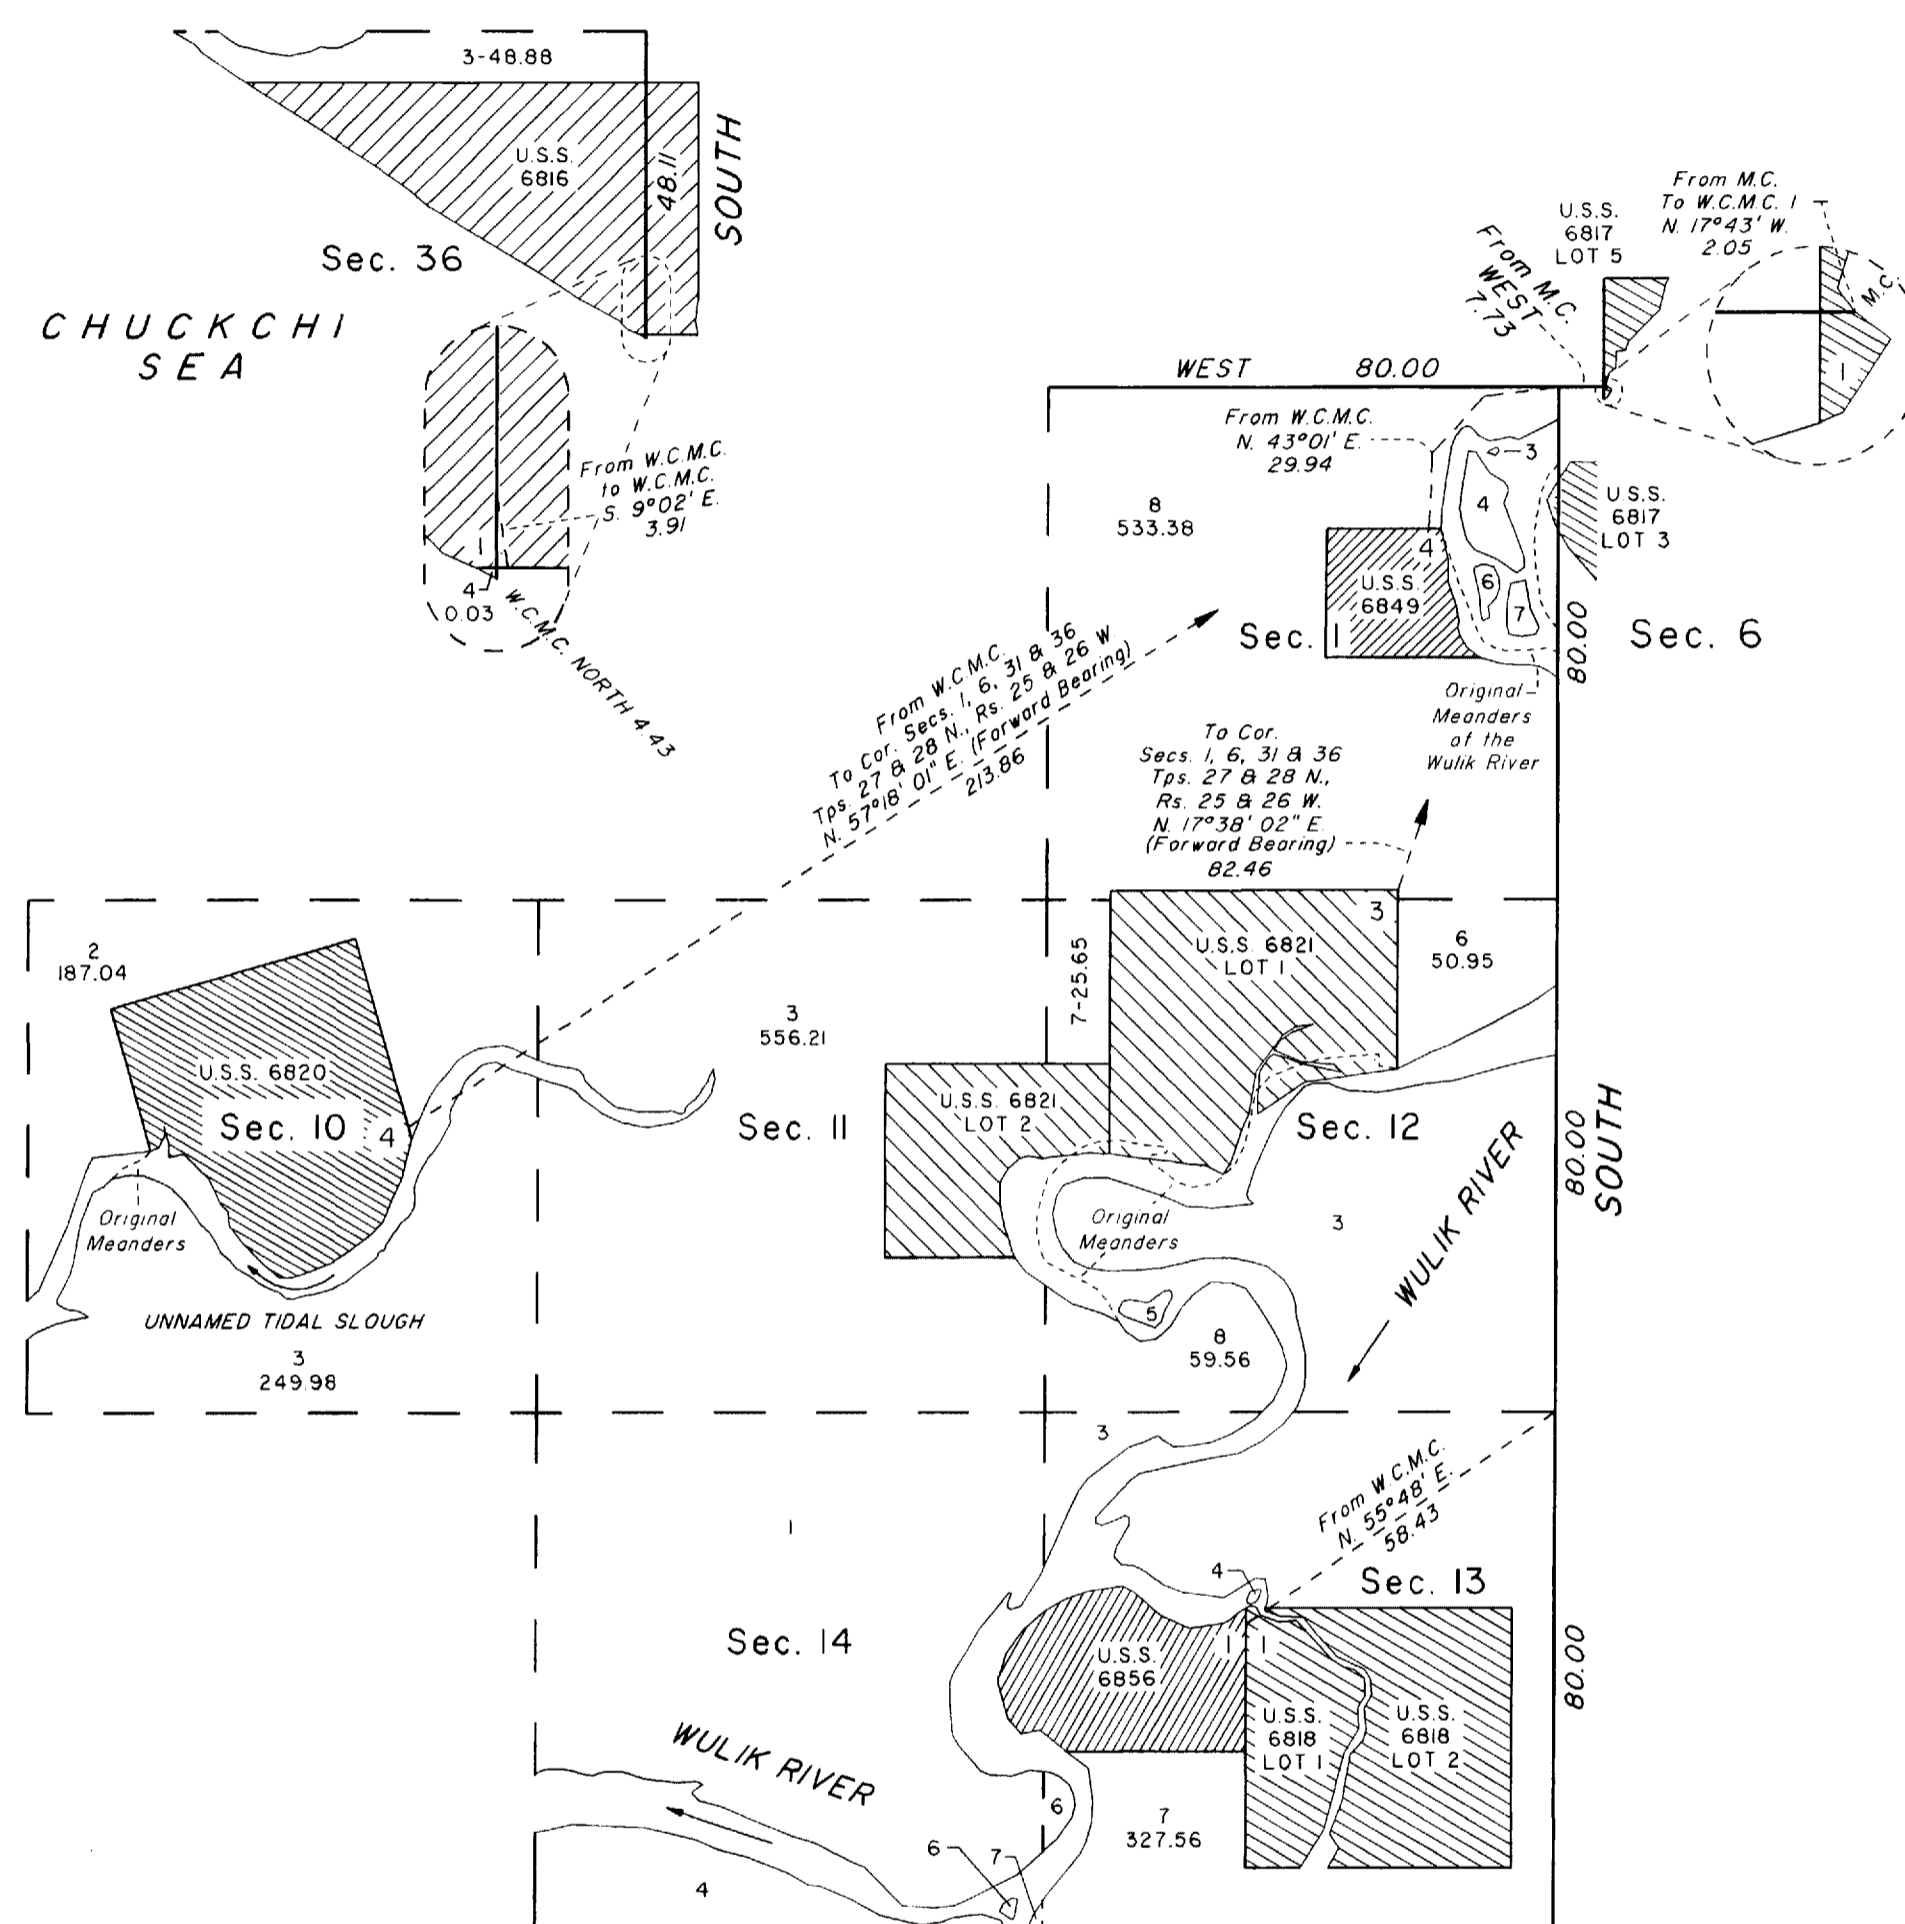 3-48.88
U.S.S.
6816
48.11
SOUTH
Sec. 36
CHUCKCHI
SEA
From W.C.M.C.
to W.C.M.C.
S. 9°02' E.
3.91
4
0.03
W.C.M.C. NORTH 4.43
From M.C.
WEST
7.73
U.S.S.
6817
LOT 5
From M.C.
To W.C.M.C. 1
N. 17°43' W.
2.05
M.C.
1
WEST 80.00
From W.C.M.C.
N. 43°01' E.
29.94
3
4
8
533.38
U.S.S.
6817
LOT 3
4
U.S.S.
6849
6
7
Sec. 1
80.00
Sec. 6
Original
Meanders
of the
Wulik River
From W.C.M.C.
To Cor. Secs. 1, 6, 31 & 36
Tps. 27 & 28 N., Rs. 25 & 26 W.
N. 57°18' 01" E. (Forward Bearing)
213.86
To Cor.
Secs. 1, 6, 31 & 36
Tps. 27 & 28 N.,
Rs. 25 & 26 W.
N. 17°38' 02" E.
(Forward Bearing)
82.46
2
187.04
U.S.S. 6820
Sec. 10
4
Original
Meanders
UNNAMED TIDAL SLOUGH
3
249.98
3
556.21
Sec. 11
7-25.65
3
U.S.S. 6821
LOT 1
6
50.95
U.S.S. 6821
LOT 2
Sec. 12
Original
Meanders
3
WULIK RIVER
80.00
SOUTH
5
8
59.56
3
From W.C.M.C.
N. 55°48' E.
58.43
1
4
Sec. 13
Sec. 14
1
1
U.S.S.
6856
U.S.S.
6818
LOT 1
U.S.S.
6818
LOT 2
80.00
WULIK RIVER
6
7
327.56
6
7
4